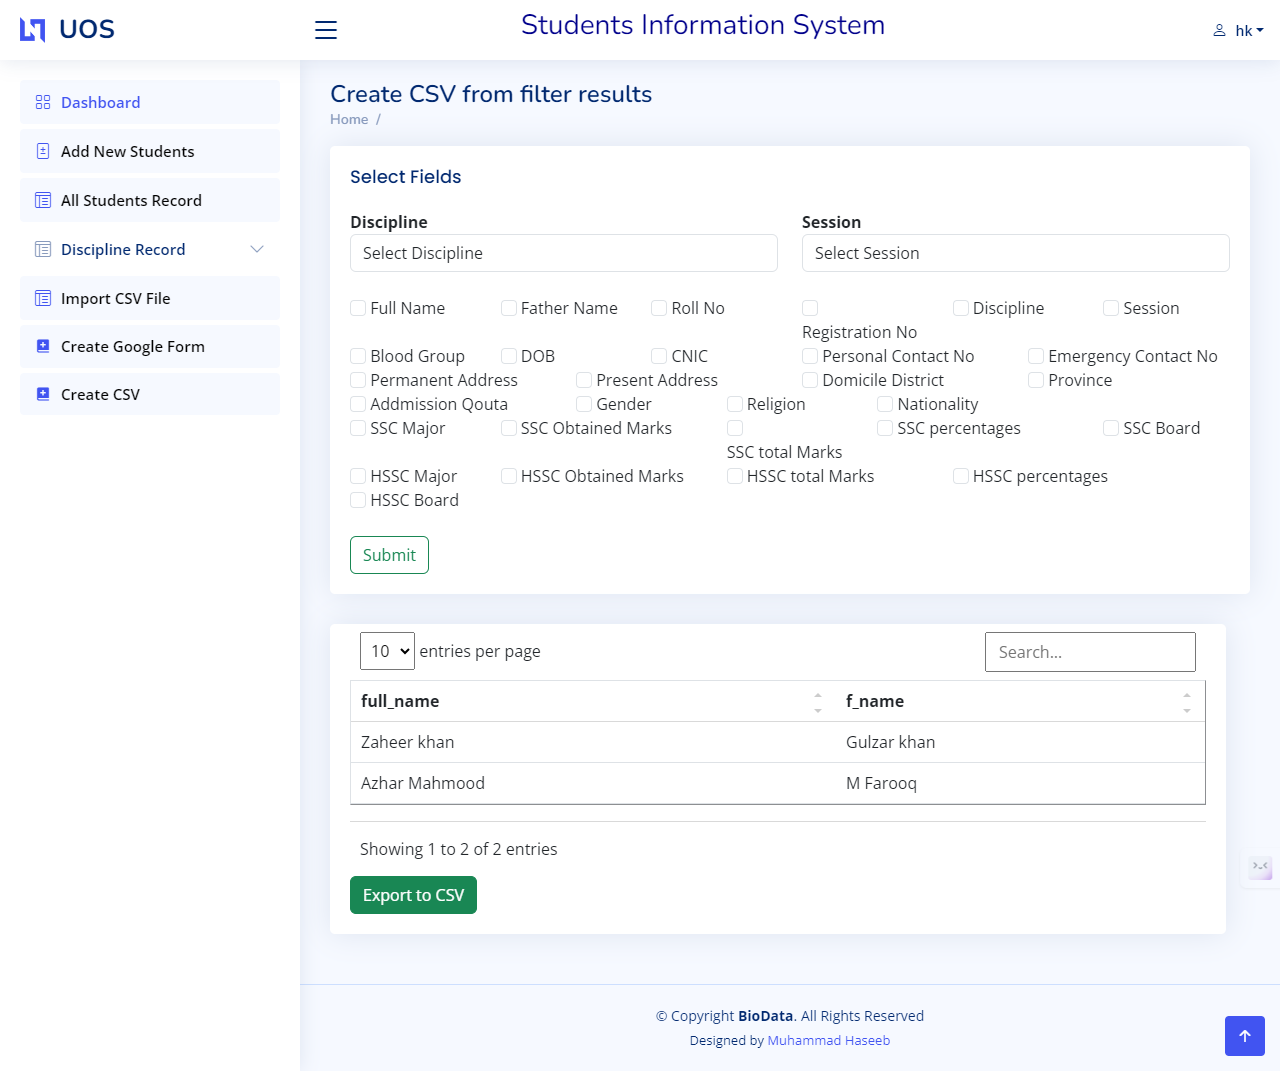 UOS
Students Information System
hk
Dashboard
Add New Students
All Students Record
Discipline Record
Import CSV File
Create Google Form
Create CSV
Create CSV from filter results
Home /
Select Fields
Discipline Session
Select Discipline Select Session
Full Name Father Name Roll No Registration No Discipline Session
Blood Group DOB CNIC Personal Contact No Emergency Contact No
Permanent Address Present Address Domicile District Province
Addmission Qouta Gender Religion Nationality
SSC Major SSC Obtained Marks SSC total Marks SSC percentages SSC Board
HSSC Major HSSC Obtained Marks HSSC total Marks HSSC percentages
HSSC Board
Submit
10 entries per page Search...
full_name f_name
Zaheer khan Gulzar khan
Azhar Mahmood M Farooq
Showing 1 to 2 of 2 entries
Export to CSV
© Copyright BioData. All Rights Reserved
Designed by Muhammad Haseeb